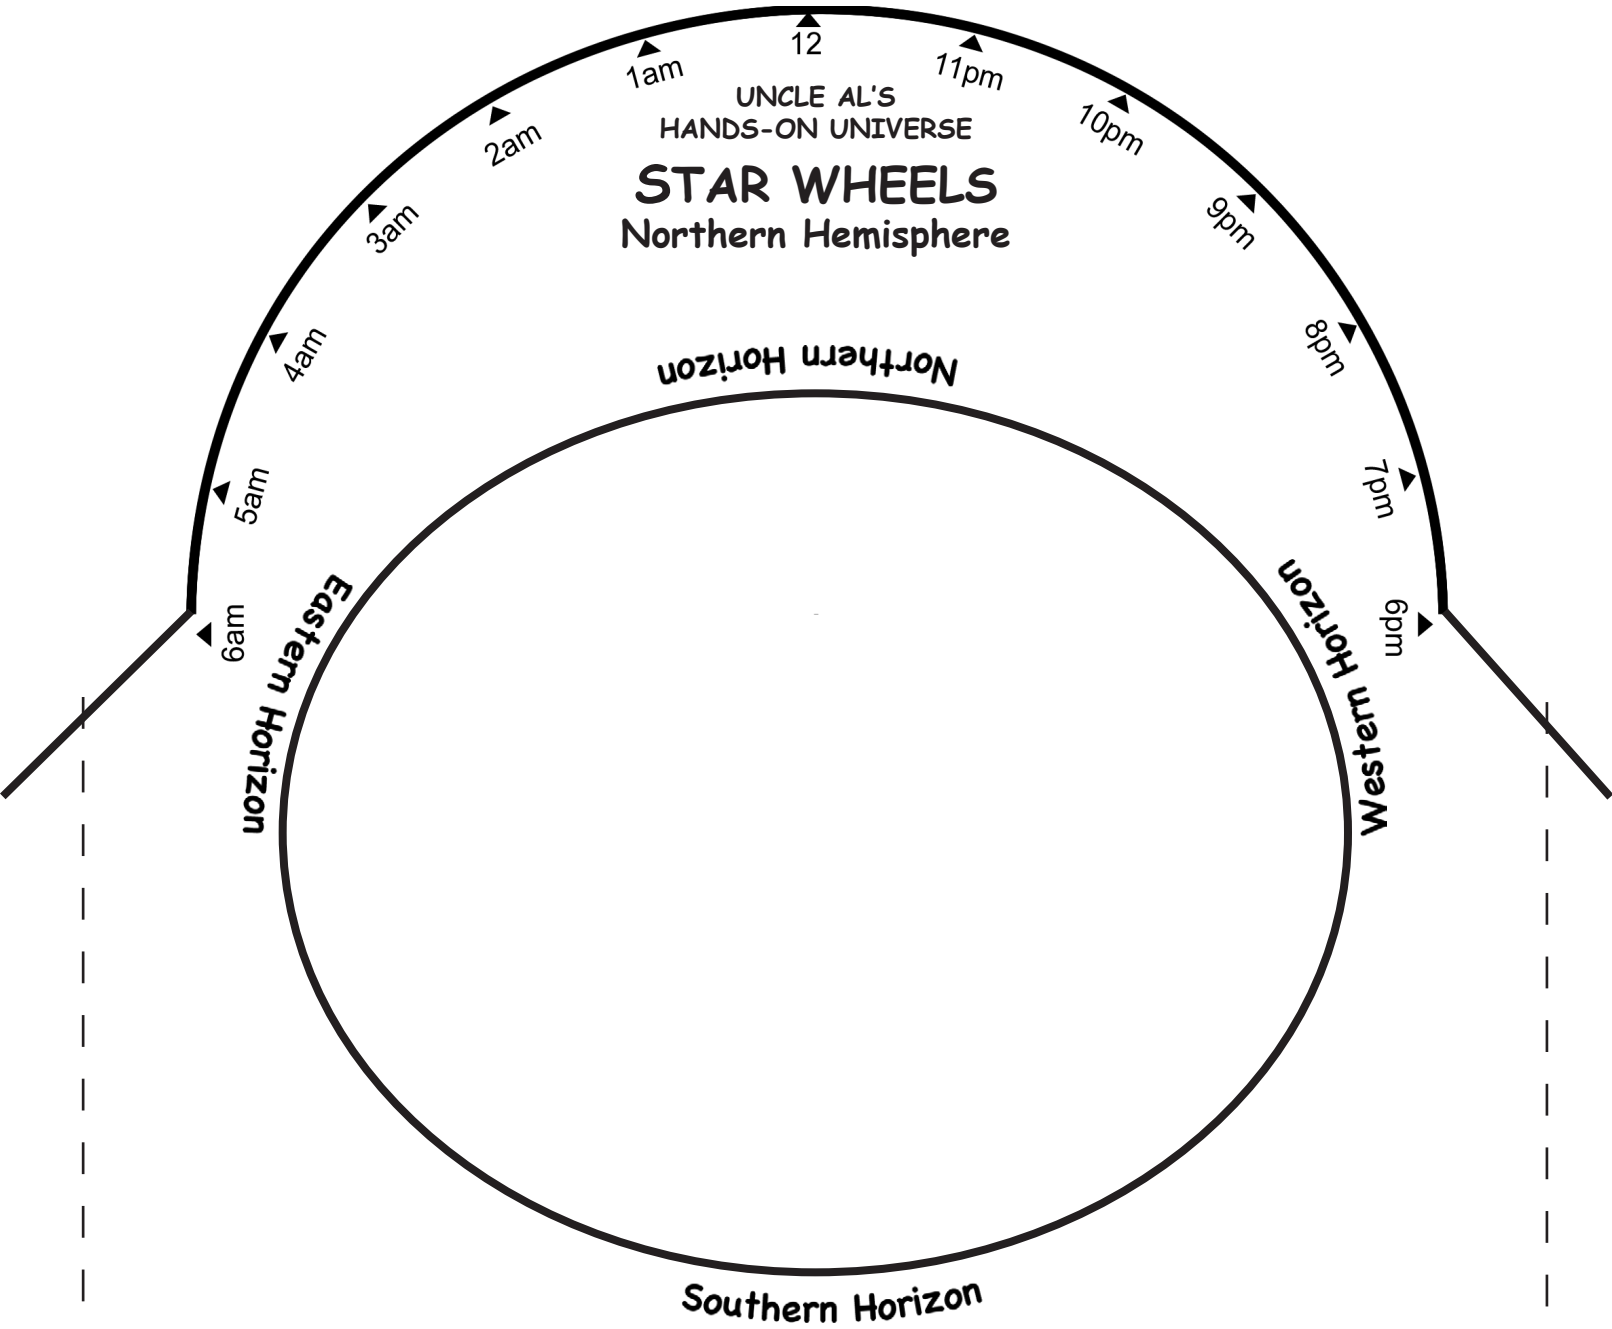 12
1am
11pm
2am
10pm
3am
9pm
4am
8pm
5am
7pm
6am
6pm
UNCLE AL'S
HANDS-ON UNIVERSE
STAR WHEELS
Northern Hemisphere
Northern Horizon
Eastern Horizon
Western Horizon
Southern Horizon